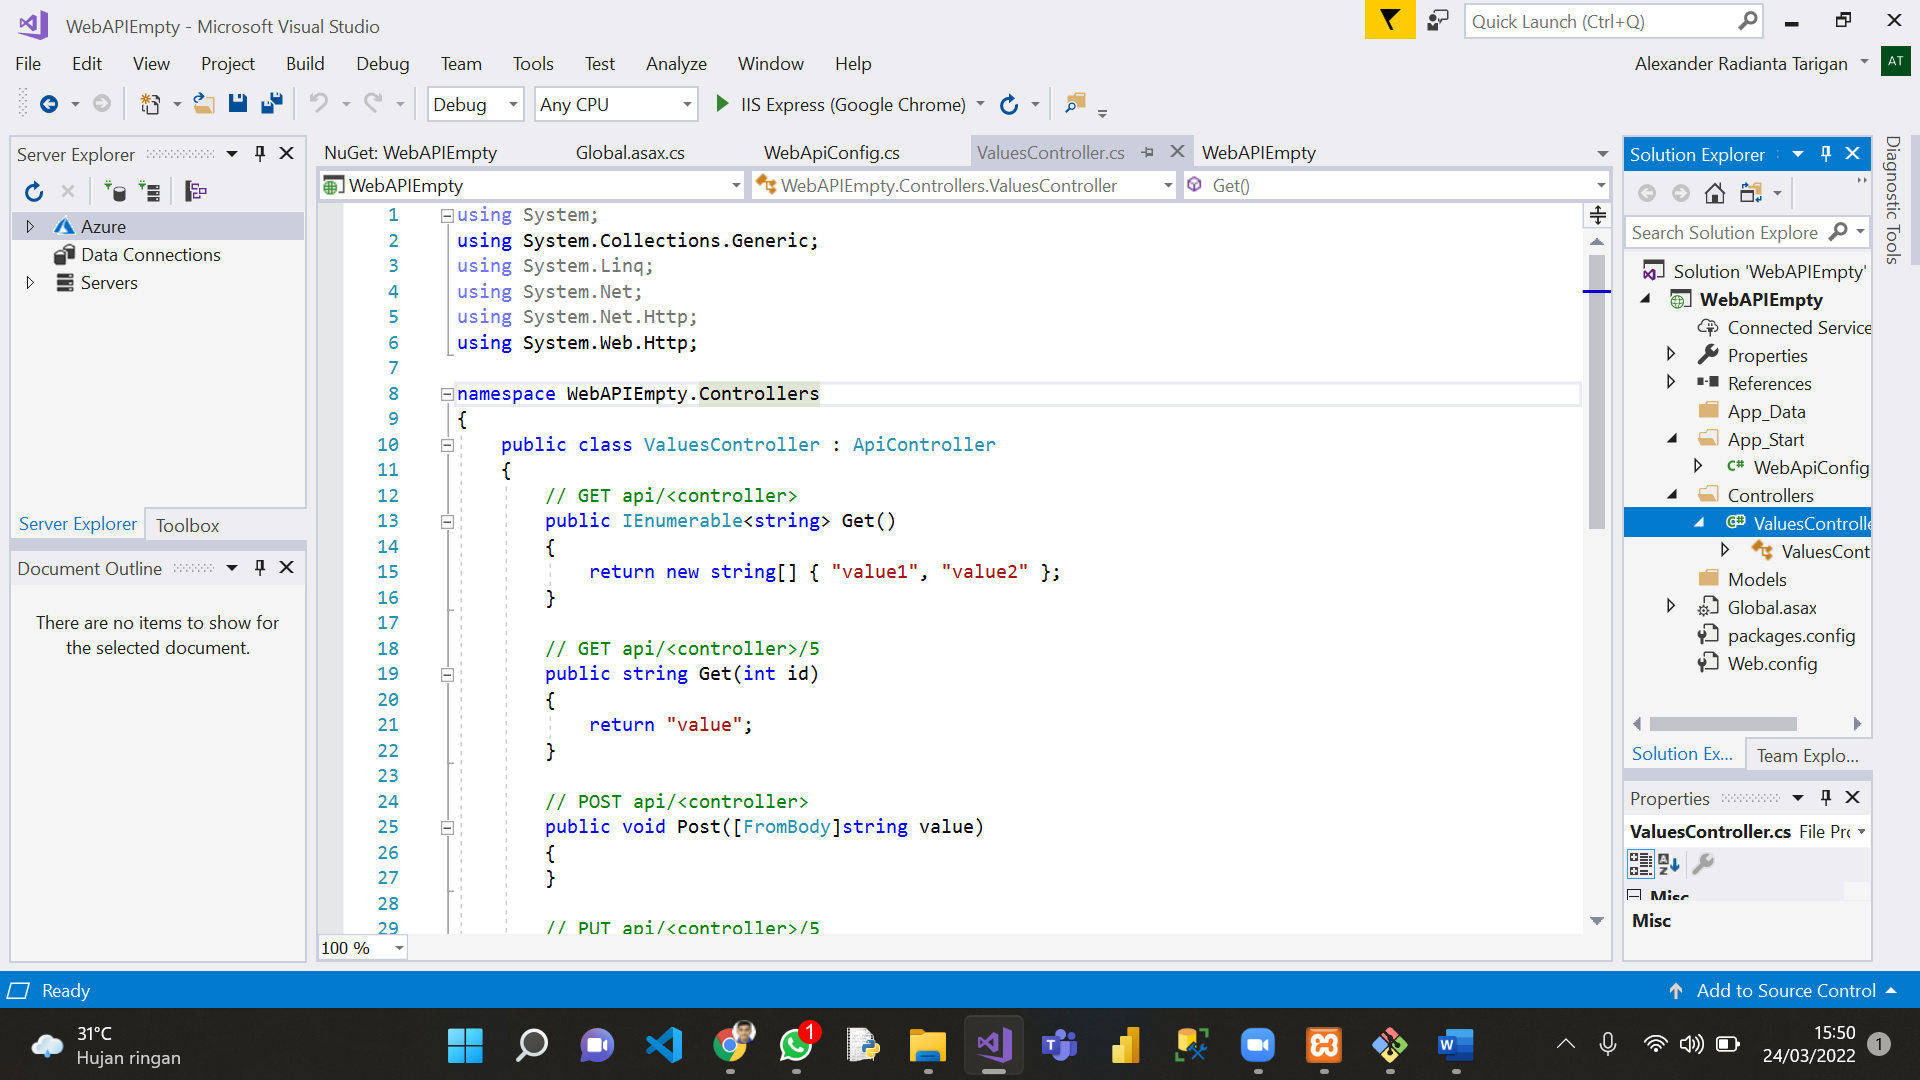 WebAPIEmpty - Microsoft Visual Studio
Quick Launch (Ctrl+Q)
File Edit View Project Build Debug Team Tools Test Analyze Window Help
Alexander Radianta Tarigan AT
Debug Any CPU IIS Express (Google Chrome)
Server Explorer
Azure
Data Connections
Servers
Server Explorer Toolbox
Document Outline
There are no items to show for
the selected document.
NuGet: WebAPIEmpty Global.asax.cs WebApiConfig.cs ValuesController.cs WebAPIEmpty
WebAPIEmpty WebAPIEmpty.Controllers.ValuesController Get()
1 using System;
2 using System.Collections.Generic;
3 using System.Linq;
4 using System.Net;
5 using System.Net.Http;
6 using System.Web.Http;
7
8 namespace WebAPIEmpty.Controllers
9 {
10 public class ValuesController : ApiController
11 {
12 // GET api/<controller>
13 public IEnumerable<string> Get()
14 {
15 return new string[] { "value1", "value2" };
16 }
17
18 // GET api/<controller>/5
19 public string Get(int id)
20 {
21 return "value";
22 }
23
24 // POST api/<controller>
25 public void Post([FromBody]string value)
26 {
27 }
28
29 // PUT api/<controller>/5
100 %
Solution Explorer
Search Solution Explore
Solution 'WebAPIEmpty'
WebAPIEmpty
Connected Service
Properties
References
App_Data
App_Start
C# WebApiConfig
Controllers
C# ValuesControlle
ValuesCont
Models
Global.asax
packages.config
Web.config
Solution Ex... Team Explo...
Properties
ValuesController.cs File Pr
Misc
Misc
Diagnostic Tools
Ready
Add to Source Control
31°C
Hujan ringan
1
15:50
24/03/2022
1